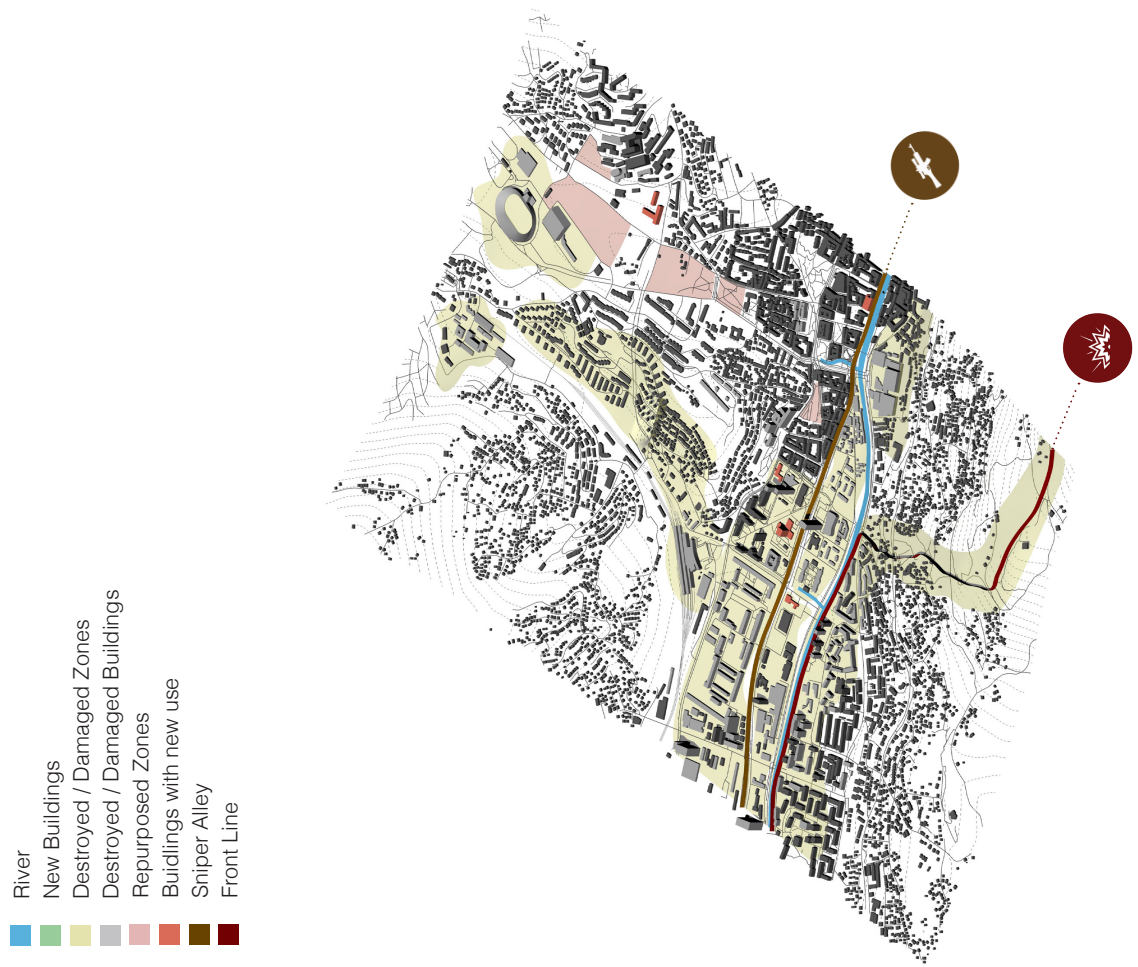 River
New Buildings
Destroyed / Damaged Zones
Destroyed / Damaged Buildings
Repurposed Zones
Buidlings with new use
Sniper Alley
Front Line